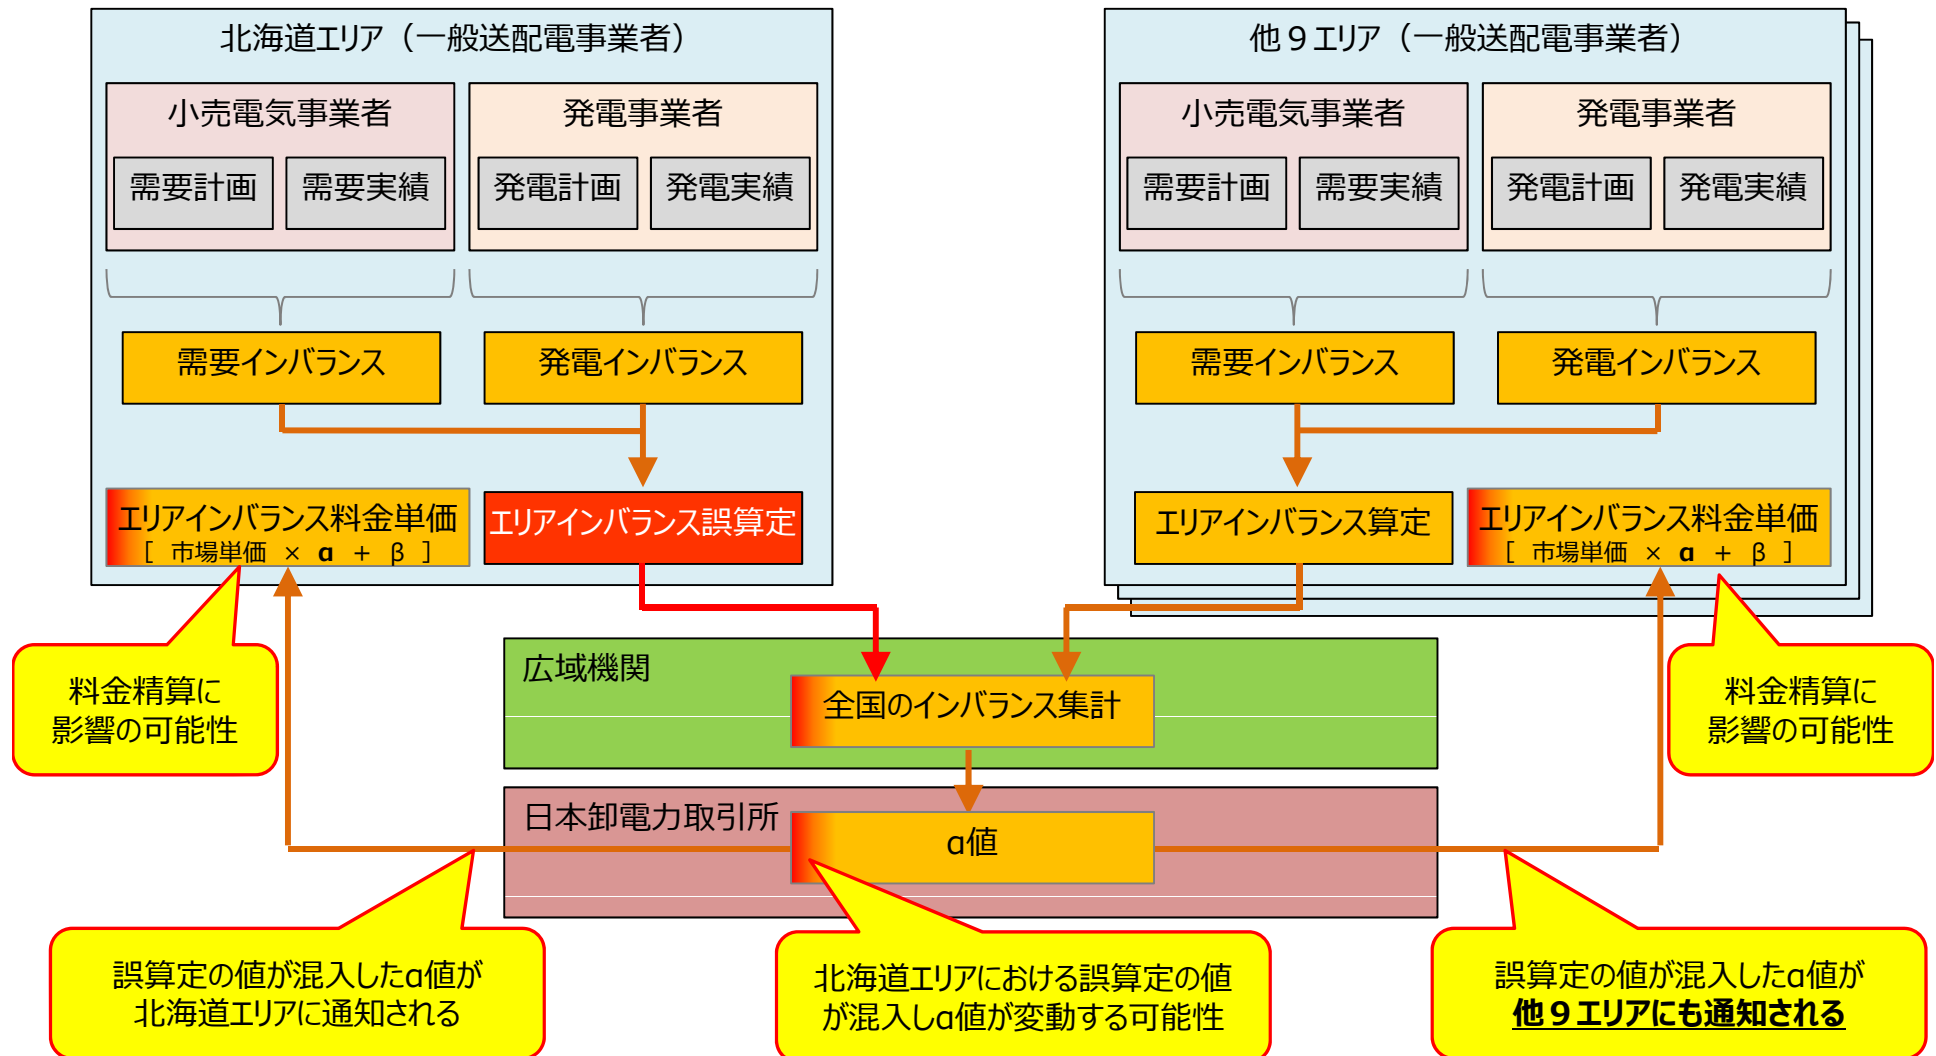 北海道エリア（一般送配電事業者）
小売電気事業者
発電事業者
需要計画
需要実績
発電計画
発電実績
需要インバランス
発電インバランス
エリアインバランス料金単価
［ 市場単価 × α + β ］
エリアインバランス誤算定
他９エリア（一般送配電事業者）
小売電気事業者
発電事業者
需要計画
需要実績
発電計画
発電実績
需要インバランス
発電インバランス
エリアインバランス算定
エリアインバランス料金単価
［ 市場単価 × α + β ］
料金精算に
影響の可能性
広域機関
全国のインバランス集計
料金精算に
影響の可能性
日本卸電力取引所
α値
誤算定の値が混入したα値が
北海道エリアに通知される
北海道エリアにおける誤算定の値
が混入しα値が変動する可能性
誤算定の値が混入したα値が
他９エリアにも通知される